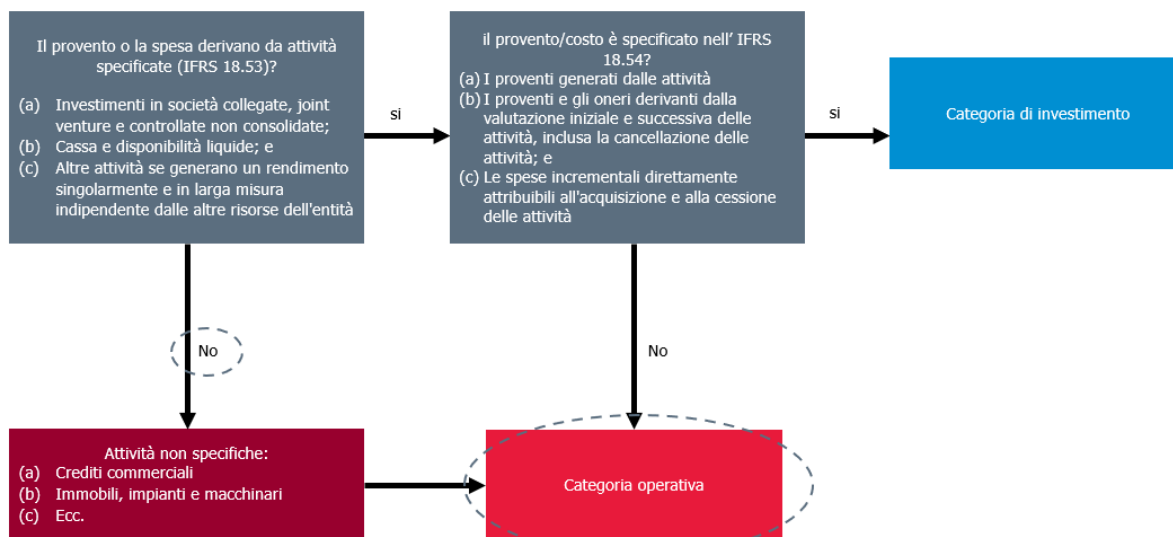 Il provento o la spesa derivano da attività
specificate (IFRS 18.53)?
(a) Investimenti in società collegate, joint
venture e controllate non consolidate;
(b) Cassa e disponibilità liquide; e
(c) Altre attività se generano un rendimento
singolarmente e in larga misura
indipendente dalle altre risorse dell'entità
si
il provento/costo è specificato nell' IFRS
18.54?
(a) I proventi generati dalle attività
(b) I proventi e gli oneri derivanti dalla
valutazione iniziale e successiva delle
attività, inclusa la cancellazione delle
attività; e
(c) Le spese incrementali direttamente
attribuibili all'acquisizione e alla cessione
delle attività
si
Categoria di investimento
No
No
Attività non specifiche:
(a) Crediti commerciali
(b) Immobili, impianti e macchinari
(c) Ecc.
Categoria operativa